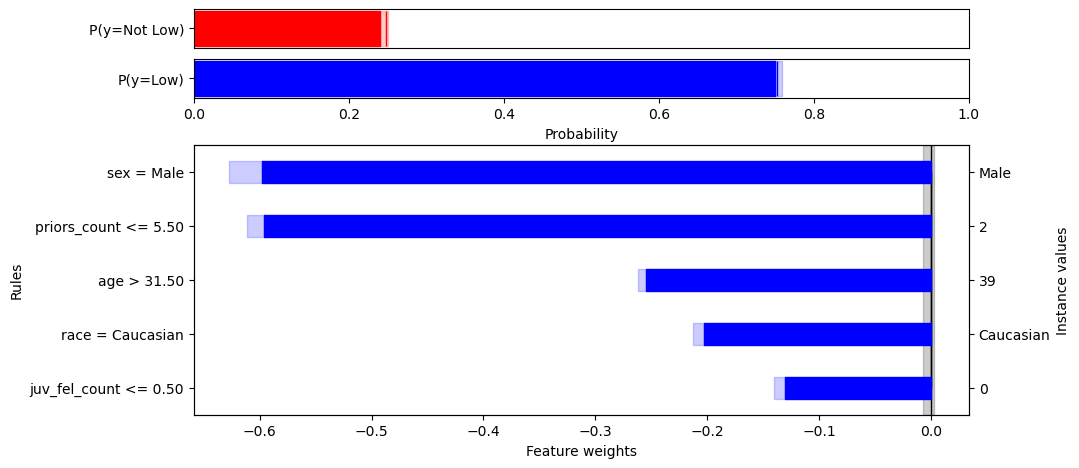 P(y=Not Low)
P(y=Low)
0.0 0.2 0.4 0.6 0.8 1.0
Probability
sex = Male Male
priors_count <= 5.50 2
age > 31.50 39
race = Caucasian Caucasian
juv_fel_count <= 0.50 0
Rules
Instance values
−0.6 −0.5 −0.4 −0.3 −0.2 −0.1 0.0
Feature weights